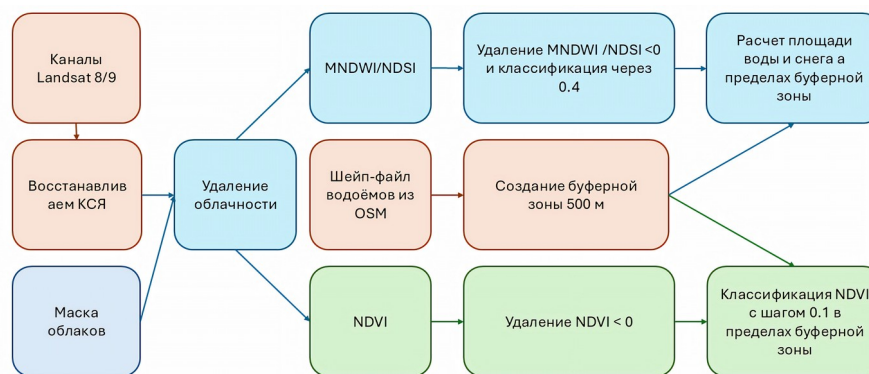 Каналы
Landsat 8/9
MNDWI/NDSI
Удаление MNDWI /NDSI <0
и классификация через
0.4
Расчет площади
воды и снега а
пределах буферной
зоны
Восстанавлив
аем КСЯ
Удаление
облачности
Шейп-файл
водоёмов из
OSM
Создание буферной
зоны 500 м
Маска
облаков
NDVI
Удаление NDVI < 0
Классификация NDVI
с шагом 0.1 в
пределах буферной
зоны